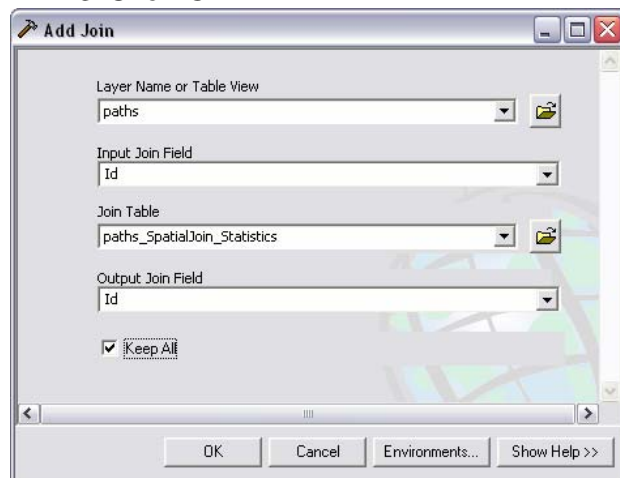 Add Join
Layer Name or Table View
paths
Input Join Field
Id
Join Table
paths_SpatialJoin_Statistics
Output Join Field
Id
Keep All
OK Cancel Environments... Show Help >>